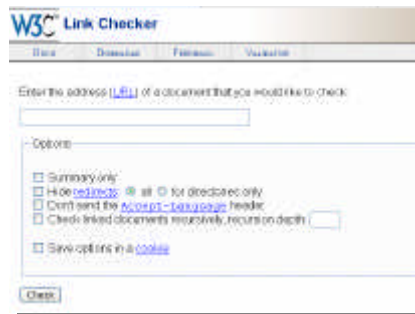 W3C Link Checker
Docs Download Feedback Validator
Enter the address (URL) of a document that you would like to check:
Options
Summary only
Hide redirects: all for directories only
Don't send the Accept-Language header
Check linked documents recursively, recursion depth:
Save options in a cookie
Check